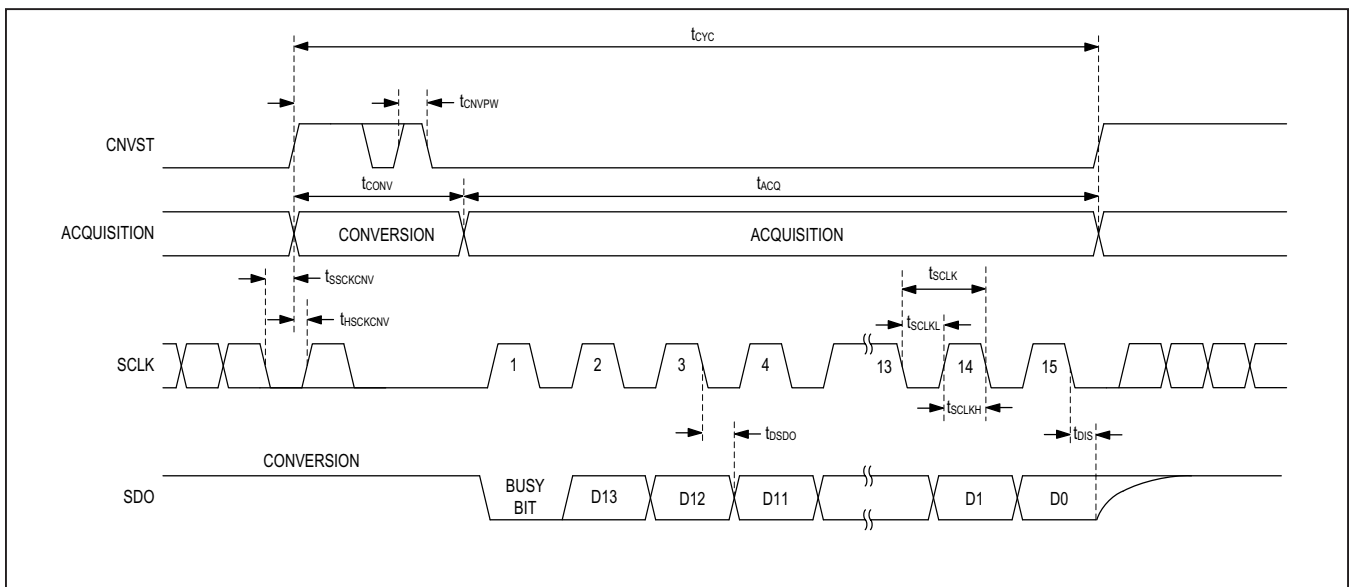 tCYC
tCNVPW
CNVST
tCONV
tACQ
ACQUISITION
CONVERSION
ACQUISITION
tSSCKCNV
tHSCKCNV
tSCLK
tSCLKL
SCLK
1 2 3 4 13 14 15
tSCLKH
tDSDO
tDIS
CONVERSION
SDO
BUSY
BIT
D13 D12 D11 D1 D0